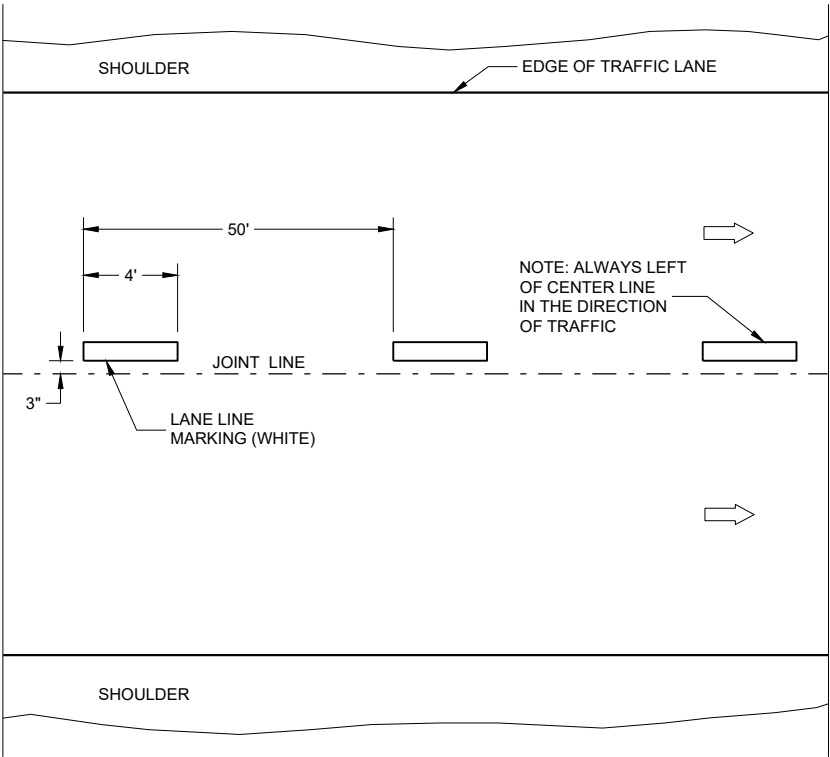 SHOULDER
EDGE OF TRAFFIC LANE
50'
4'
NOTE: ALWAYS LEFT
OF CENTER LINE
IN THE DIRECTION
OF TRAFFIC
JOINT LINE
3"
LANE LINE
MARKING (WHITE)
SHOULDER